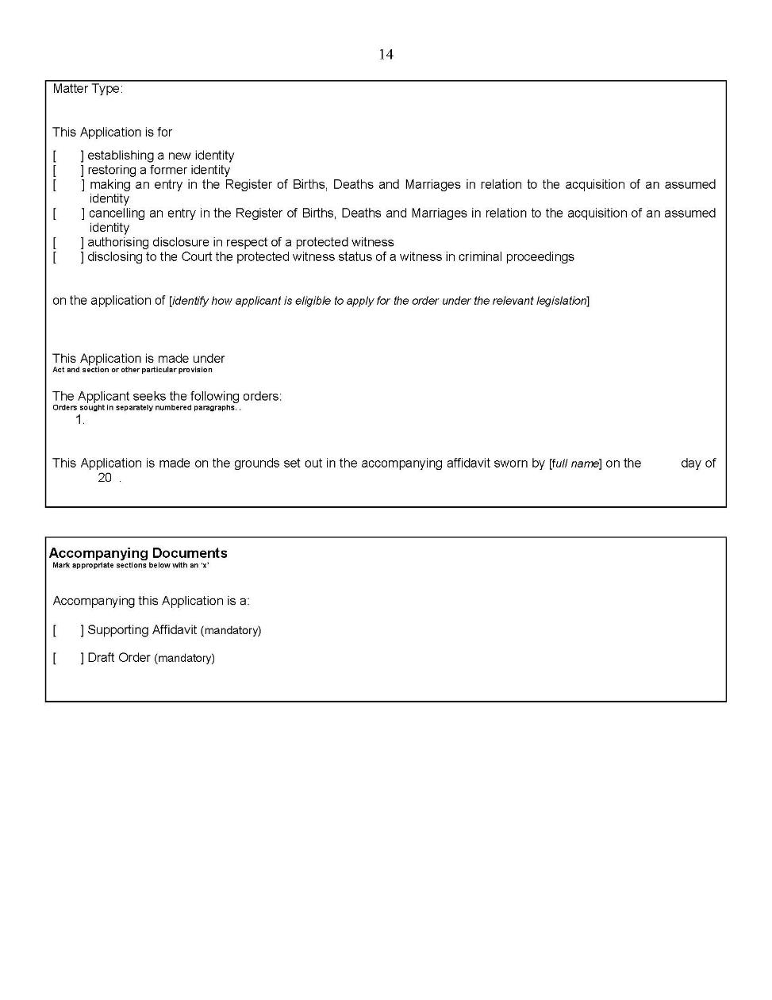 14
Matter Type:
This Application is for
[ ] establishing a new identity
[ ] restoring a former identity
[ ] making an entry in the Register of Births, Deaths and Marriages in relation to the acquisition of an assumed
identity
[ ] cancelling an entry in the Register of Births, Deaths and Marriages in relation to the acquisition of an assumed
identity
[ ] authorising disclosure in respect of a protected witness
[ ] disclosing to the Court the protected witness status of a witness in criminal proceedings
on the application of [identify how applicant is eligible to apply for the order under the relevant legislation]
This Application is made under
Act and section or other particular provision
The Applicant seeks the following orders:
Orders sought in separately numbered paragraphs. .
1.
This Application is made on the grounds set out in the accompanying affidavit sworn by [full name] on the day of
20 .
Accompanying Documents
Mark appropriate sections below with an ‘x’
Accompanying this Application is a:
[ ] Supporting Affidavit (mandatory)
[ ] Draft Order (mandatory)